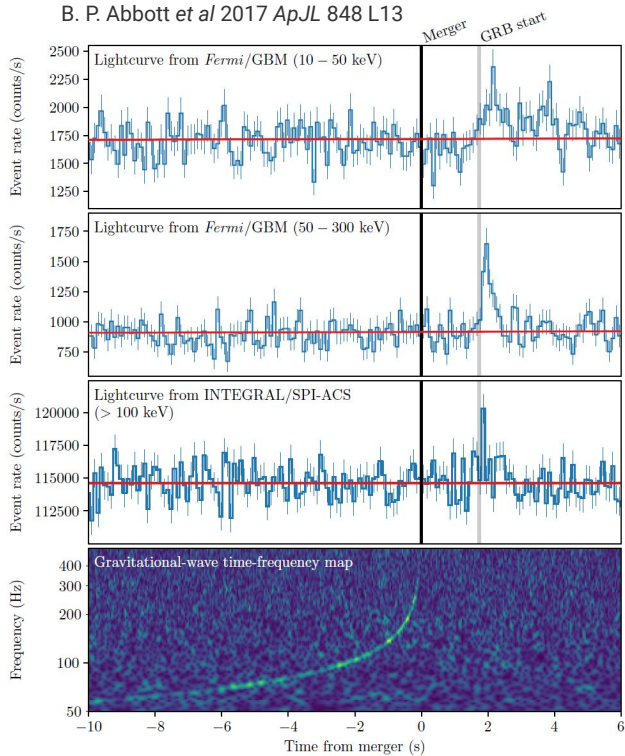 B. P. Abbott et al 2017 ApJL 848 L13
Merger
GRB start
Lightcurve from Fermi/GBM (10 − 50 keV)
Event rate (counts/s)
2500
2250
2000
1750
1500
1250
Lightcurve from Fermi/GBM (50 − 300 keV)
Event rate (counts/s)
1750
1500
1250
1000
750
Lightcurve from INTEGRAL/SPI-ACS
(> 100 keV)
Event rate (counts/s)
120000
117500
115000
112500
Gravitational-wave time-frequency map
Frequency (Hz)
400
300
200
100
50
−10 −8 −6 −4 −2 0 2 4 6
Time from merger (s)